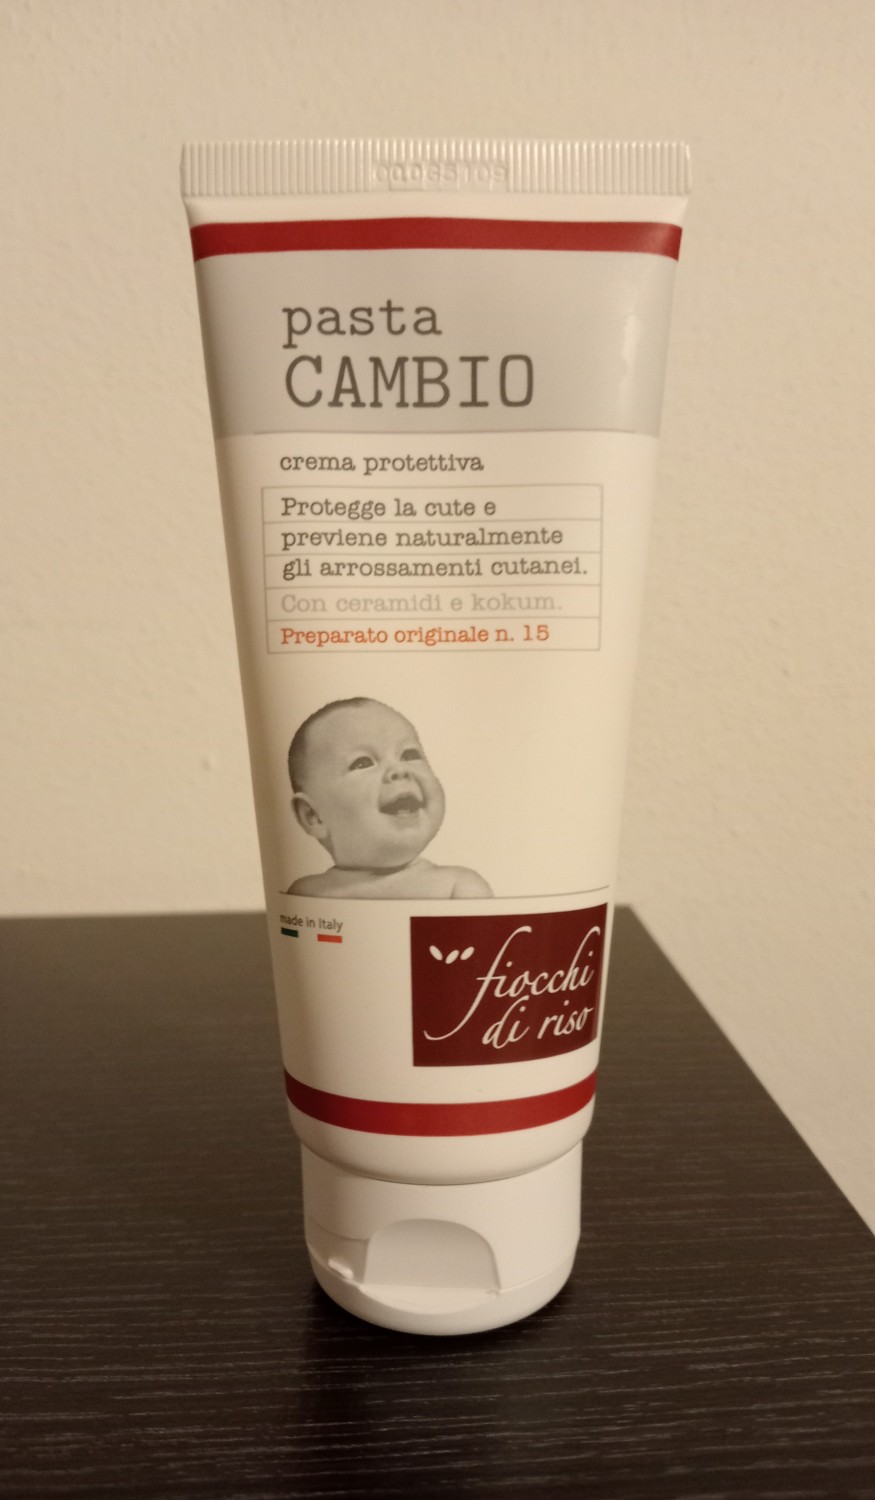 pasta
CAMBIO
crema protettiva
Protegge la cute e
previene naturalmente
gli arrossamenti cutanei.
Con ceramidi e kokum.
Preparato originale n. 15
made in Italy
fiocchi
di riso